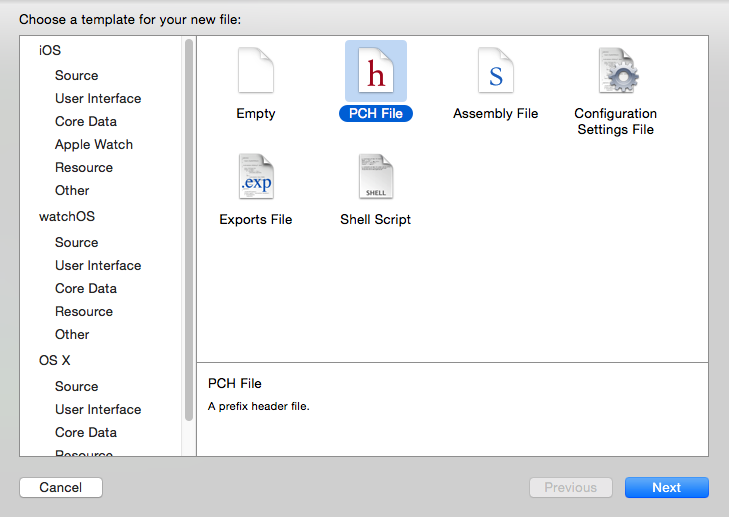 Choose a template for your new file:
iOS
Source
User Interface
Core Data
Apple Watch
Resource
Other
watchOS
Source
User Interface
Core Data
Resource
Other
OS X
Source
User Interface
Core Data
Resource
Empty
h
PCH File
S
Assembly File
Configuration
Settings File
.exp
Exports File
SHELL
Shell Script
PCH File
A prefix header file.
Cancel
Previous
Next